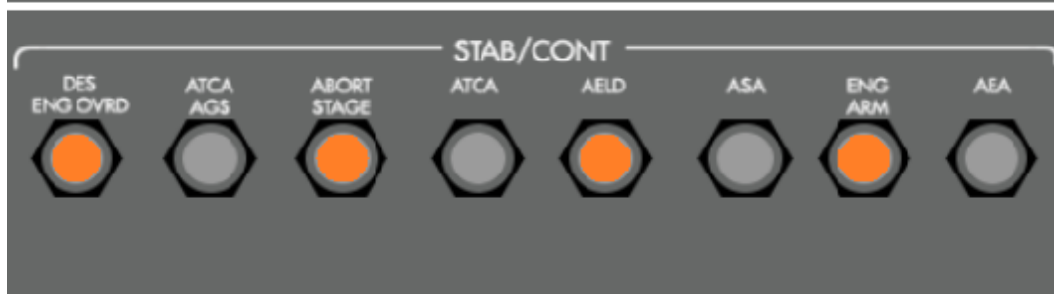 STAB/CONT
DES
ENG OVRD
ATCA
AGS
ABORT
STAGE
ATCA
AELD
ASA
ENG
ARM
AEA